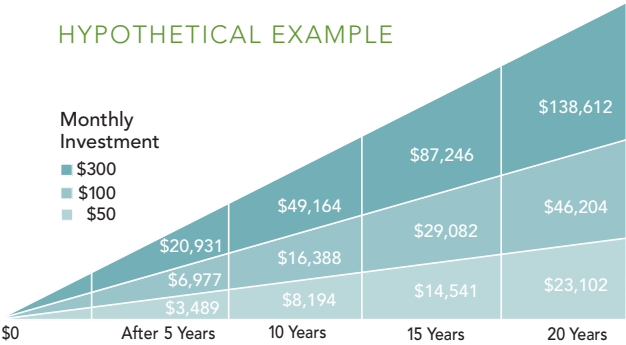 HYPOTHETICAL EXAMPLE
Monthly
Investment
$300
$100
$50
$138,612
$87,246
$49,164
$20,931
$46,204
$29,082
$16,388
$6,977
$23,102
$14,541
$8,194
$3,489
$0
After 5 Years
10 Years
15 Years
20 Years